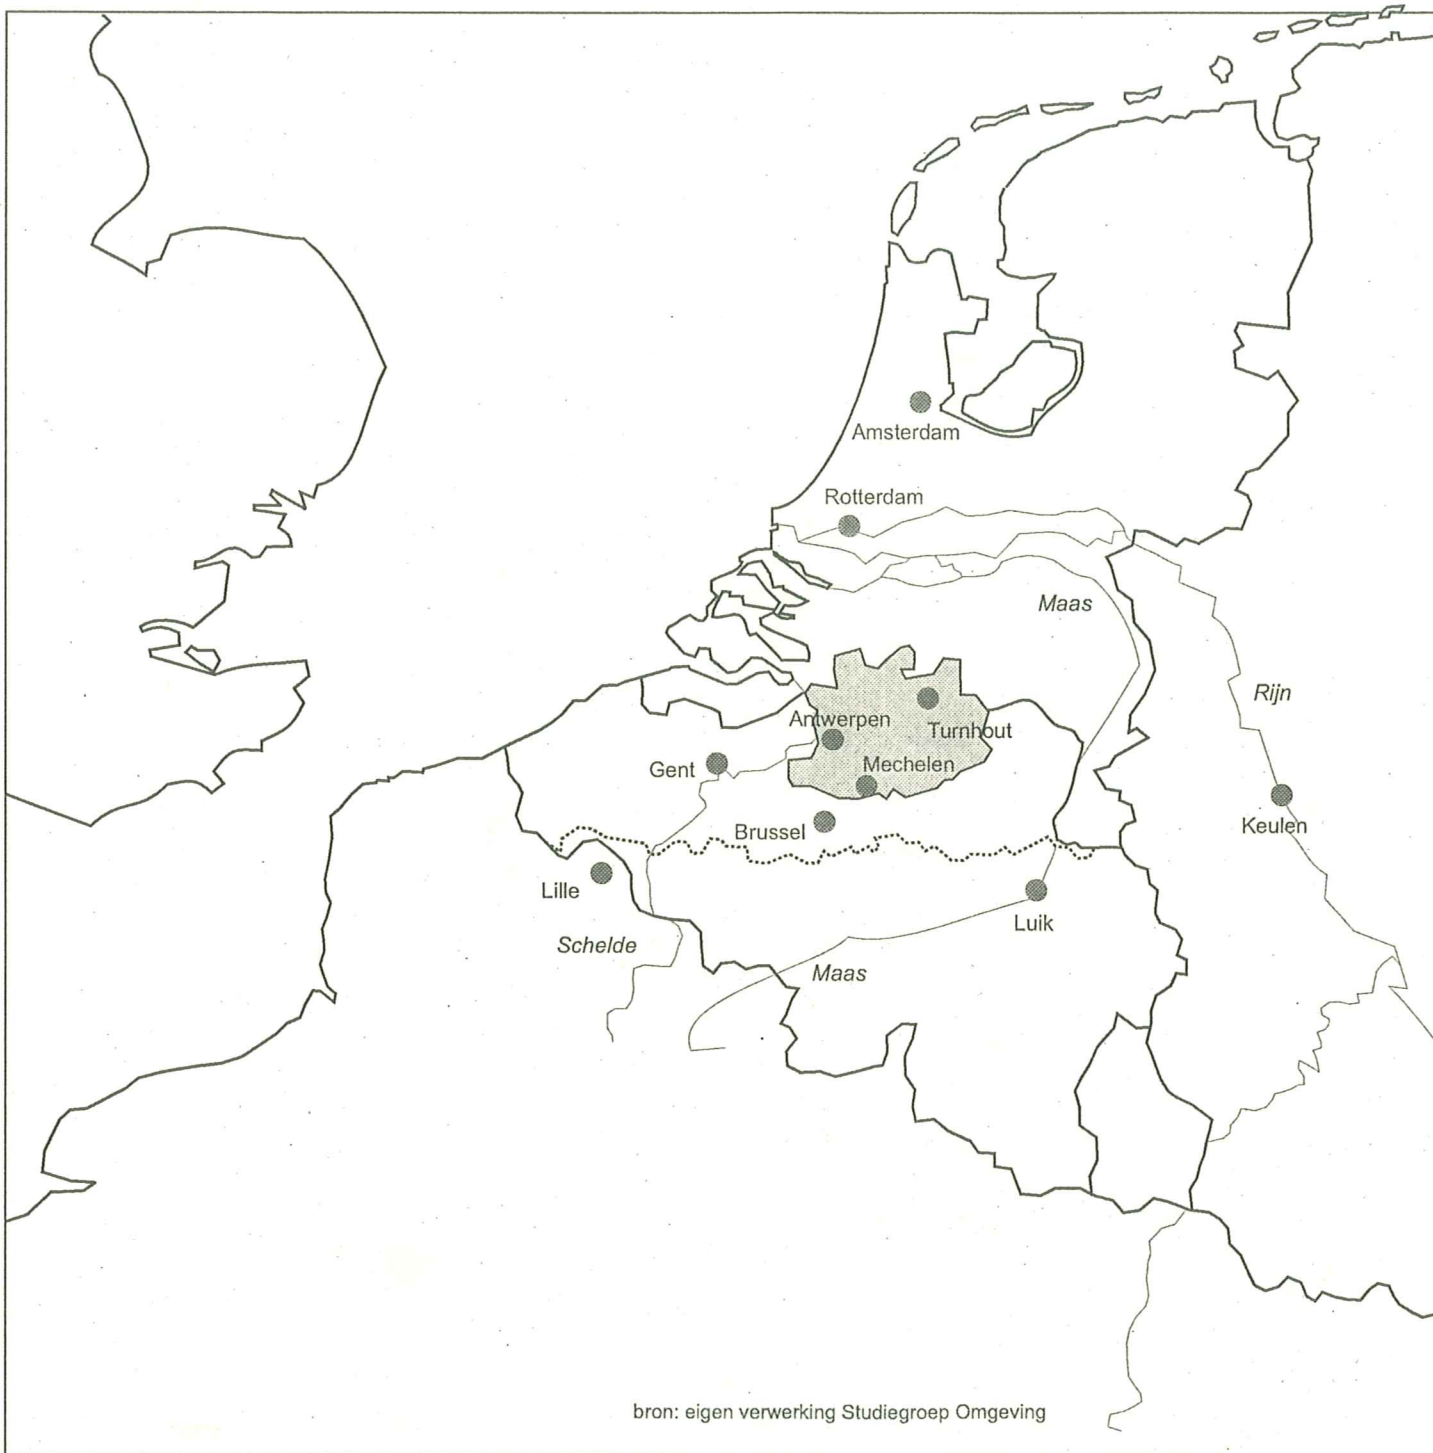 Amsterdam
Rotterdam
Maas
Rijn
Antwerpen
Turnhout
Gent
Mechelen
Brussel
Keulen
Lille
Luik
Schelde
Maas
bron: eigen verwerking Studiegroep Omgeving